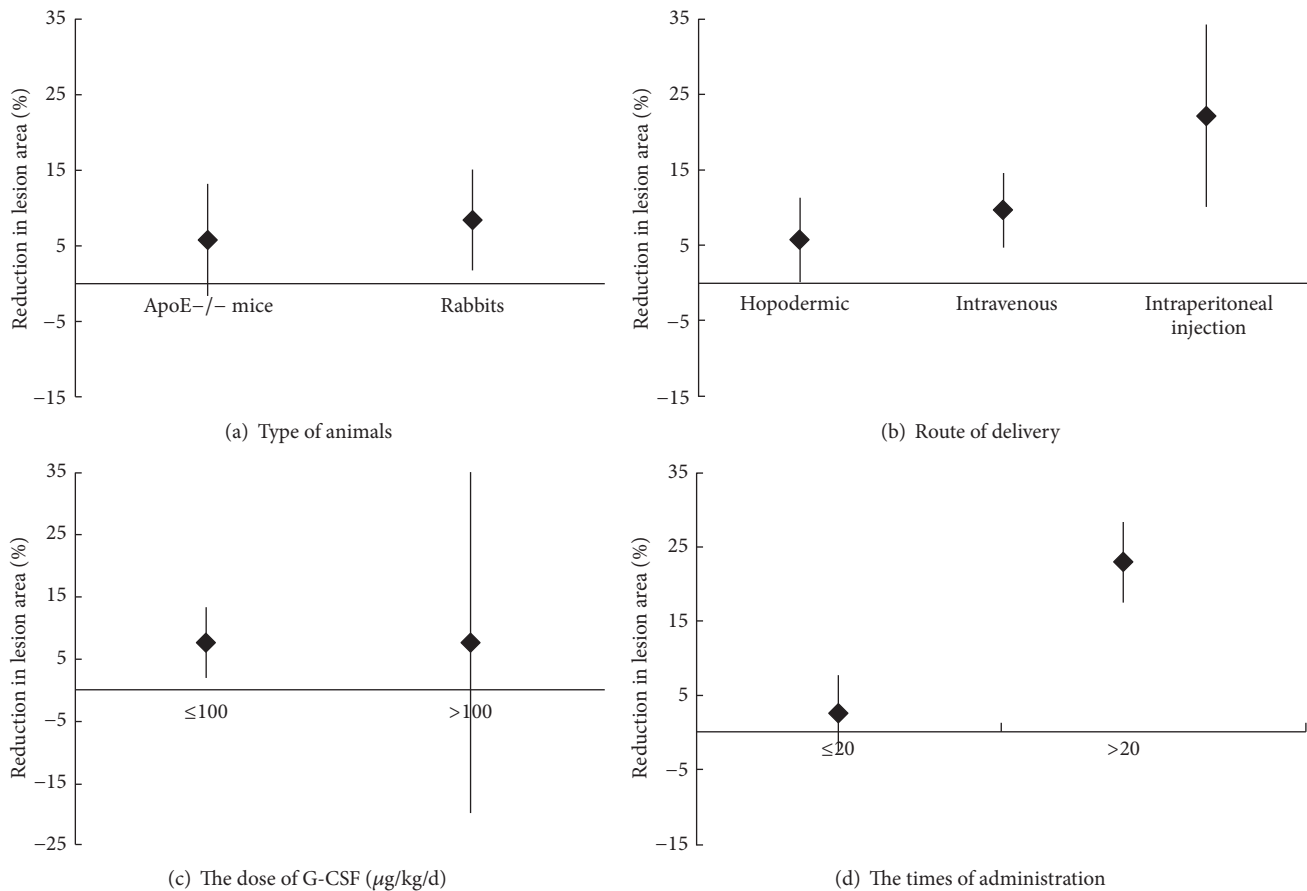 Reduction in lesion area (%)
35
25
15
5
−5
−15
ApoE−/− mice
Rabbits
(a) Type of animals
Reduction in lesion area (%)
35
25
15
5
−5
−15
Hopodermic
Intravenous
Intraperitoneal
injection
(b) Route of delivery
Reduction in lesion area (%)
35
25
15
5
−5
−15
−25
≤100
>100
(c) The dose of G-CSF (μg/kg/d)
Reduction in lesion area (%)
35
25
15
5
−5
−15
≤20
>20
(d) The times of administration